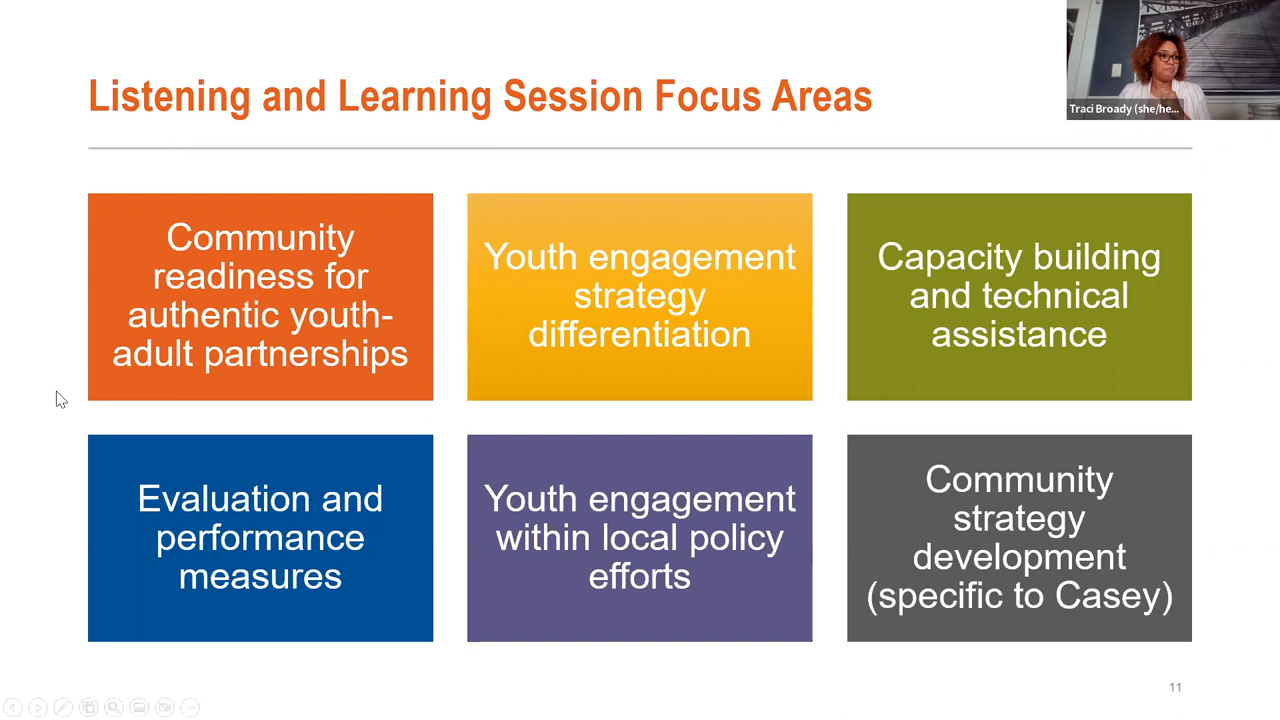 Listening and Learning Session Focus Areas
Traci Broady (she/he...
Community
readiness for
authentic youth-
adult partnerships
Youth engagement
strategy
differentiation
Capacity building
and technical
assistance
Evaluation and
performance
measures
Youth engagement
within local policy
efforts
Community
strategy
development
(specific to Casey)
11